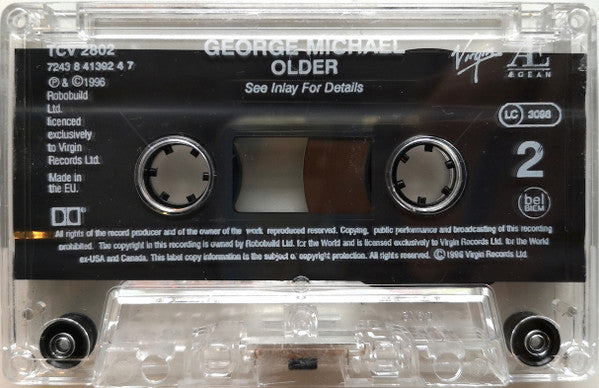 TCV 2802
7243 8 41392 4 7
GEORGE MICHAEL
OLDER
See Inlay For Details
Virgin
Æ
ÆGEAN
℗ & ©1996
Robobuild
Ltd.
licenced
exclusively
to Virgin
Records Ltd.
Made in
the EU.
LC 3098
2
bel
BIEM
All rights of the record producer and of the owner of the work reproduced reserved. Copying, public performance and broadcasting of this recording
prohibited. The copyright in this recording is owned by Robobuild Ltd. for the World and is licensed exclusively to Virgin Records Ltd. for the World
ex-USA and Canada. This label copy information is the subject of copyright protection. All rights reserved. ©1996 Virgin Records Ltd